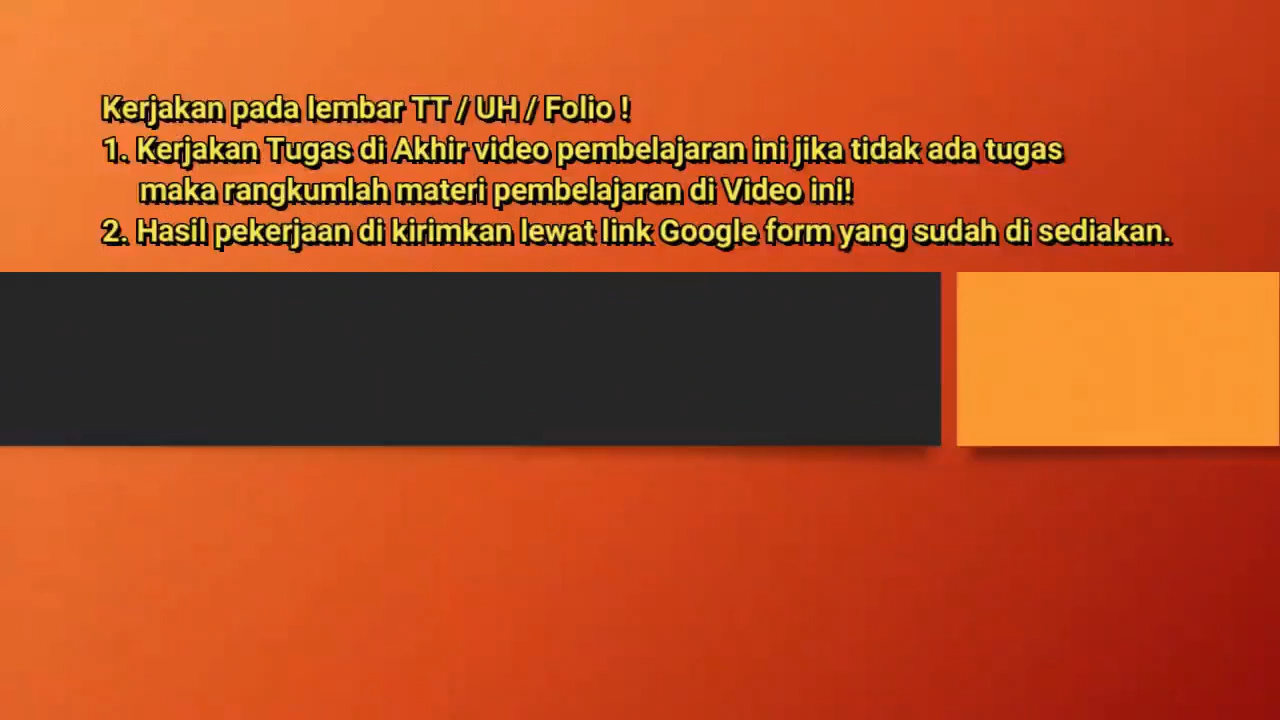 Kerjakan pada lembar TT / UH / Folio !
1. Kerjakan Tugas di Akhir video pembelajaran ini jika tidak ada tugas
maka rangkumlah materi pembelajaran di Video ini!
2. Hasil pekerjaan di kirimkan lewat link Google form yang sudah di sediakan.